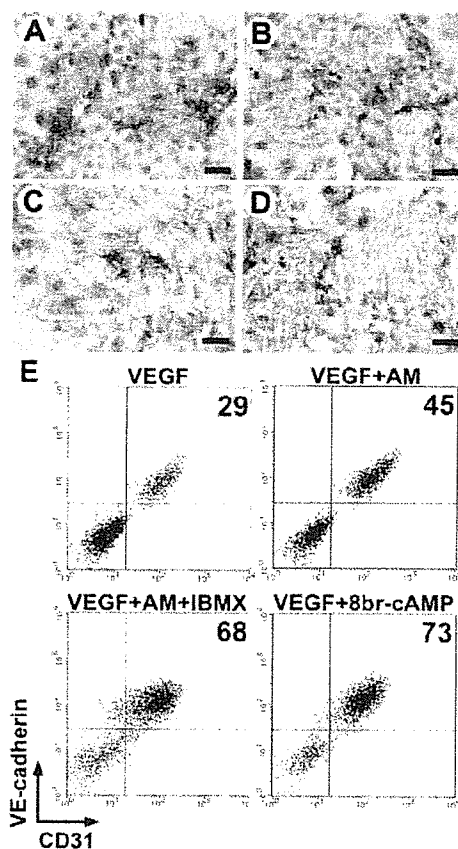 A
B
C
D
E
VEGF
29
VEGF+AM
45
VEGF+AM+IBMX
68
VEGF+8br-cAMP
73
VE-cadherin
CD31